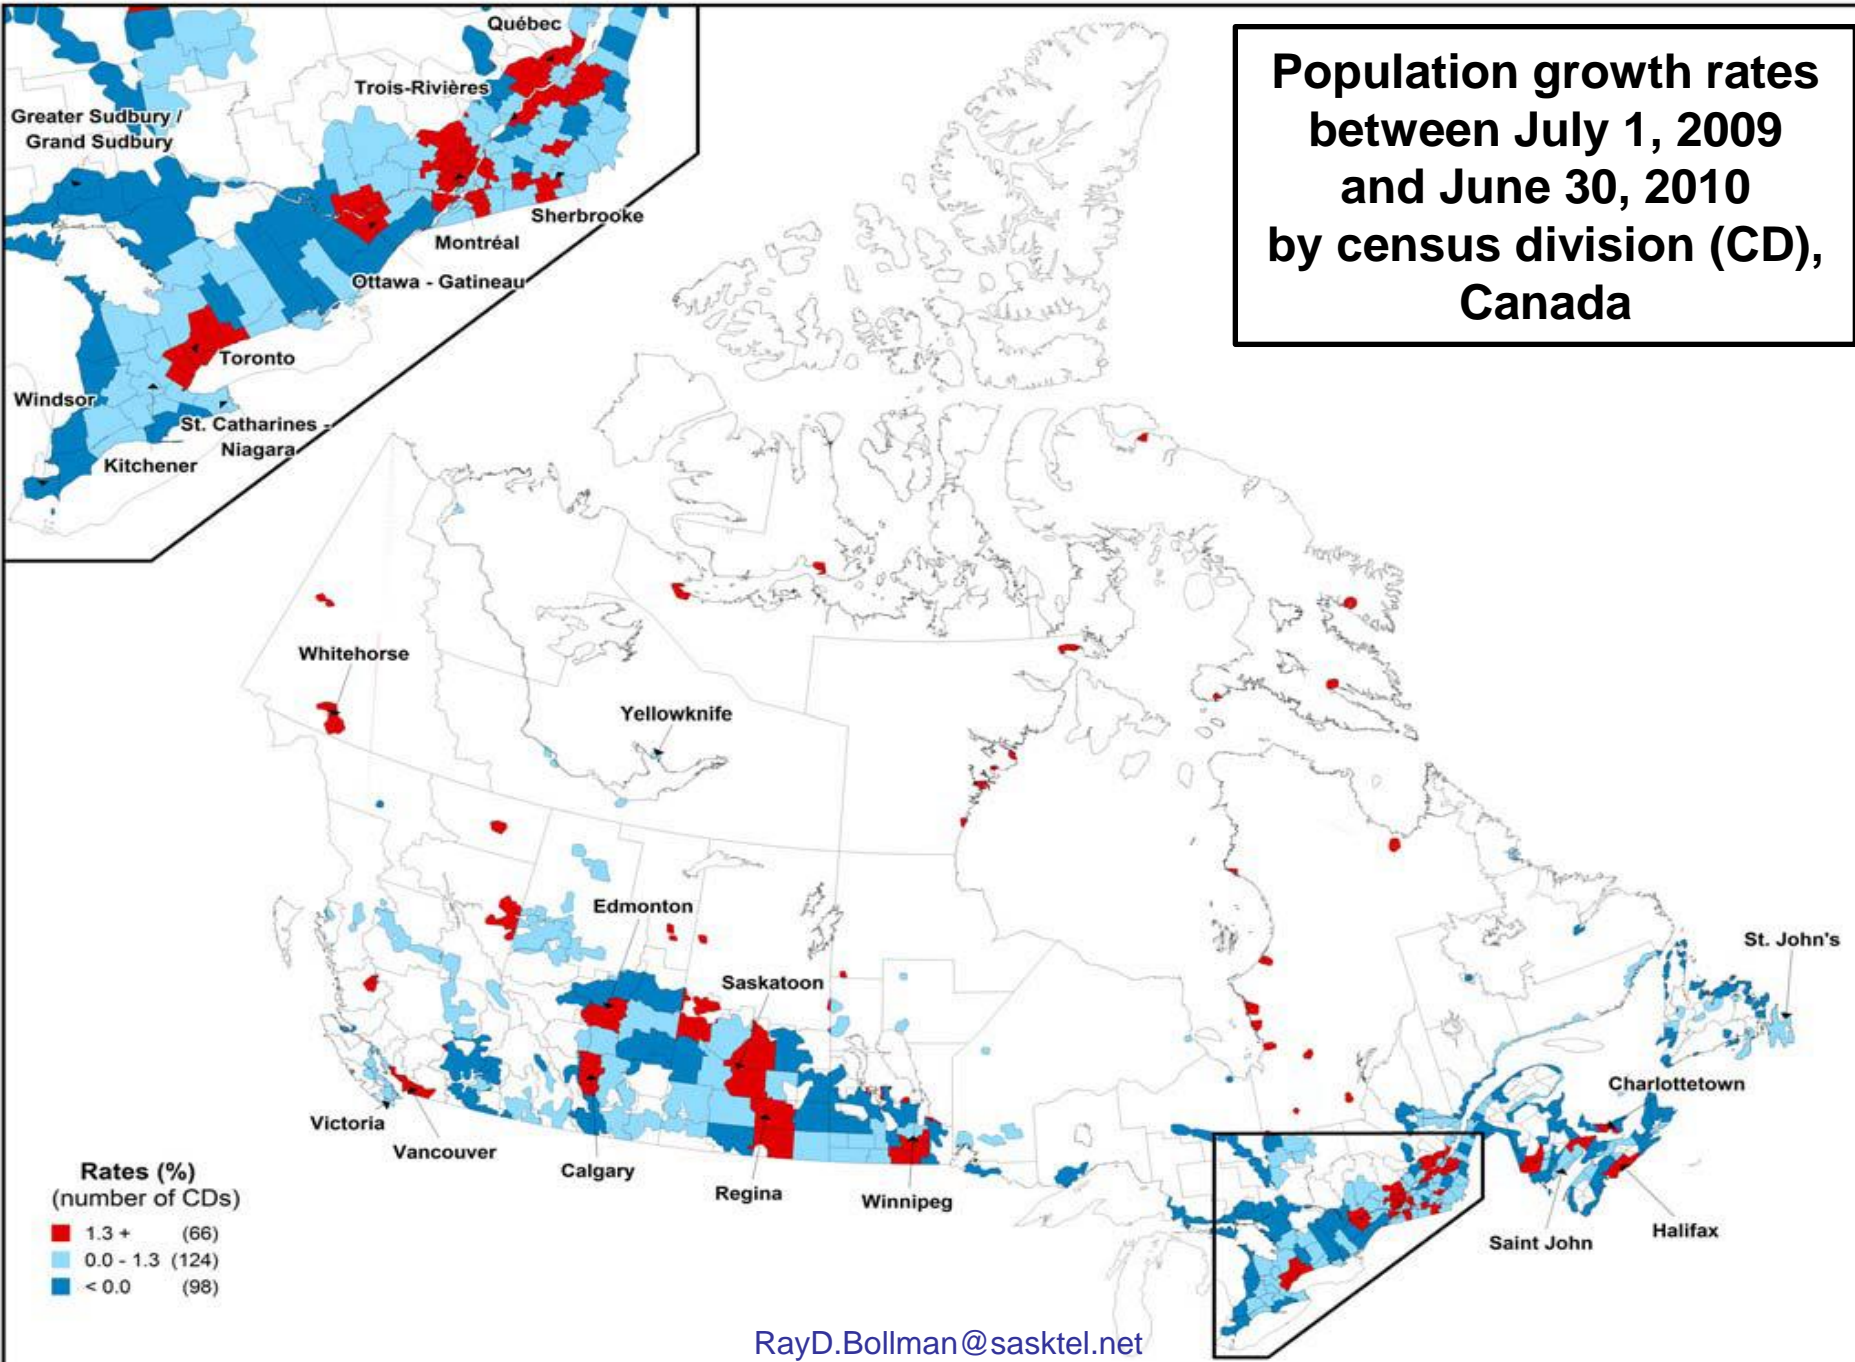 Population growth rates
between July 1, 2009
and June 30, 2010
by census division (CD),
Canada
Québec
Trois-Rivières
Greater Sudbury /
Grand Sudbury
Sherbrooke
Montréal
Ottawa - Gatineau
Toronto
Windsor
St. Catharines -
Niagara
Kitchener
Whitehorse
Yellowknife
Edmonton
Saskatoon
St. John's
Charlottetown
Victoria
Vancouver
Calgary
Regina
Winnipeg
Saint John
Halifax
Rates (%)
(number of CDs)
1.3 + (66)
0.0 - 1.3 (124)
< 0.0 (98)
RayD.Bollman@sasktel.net